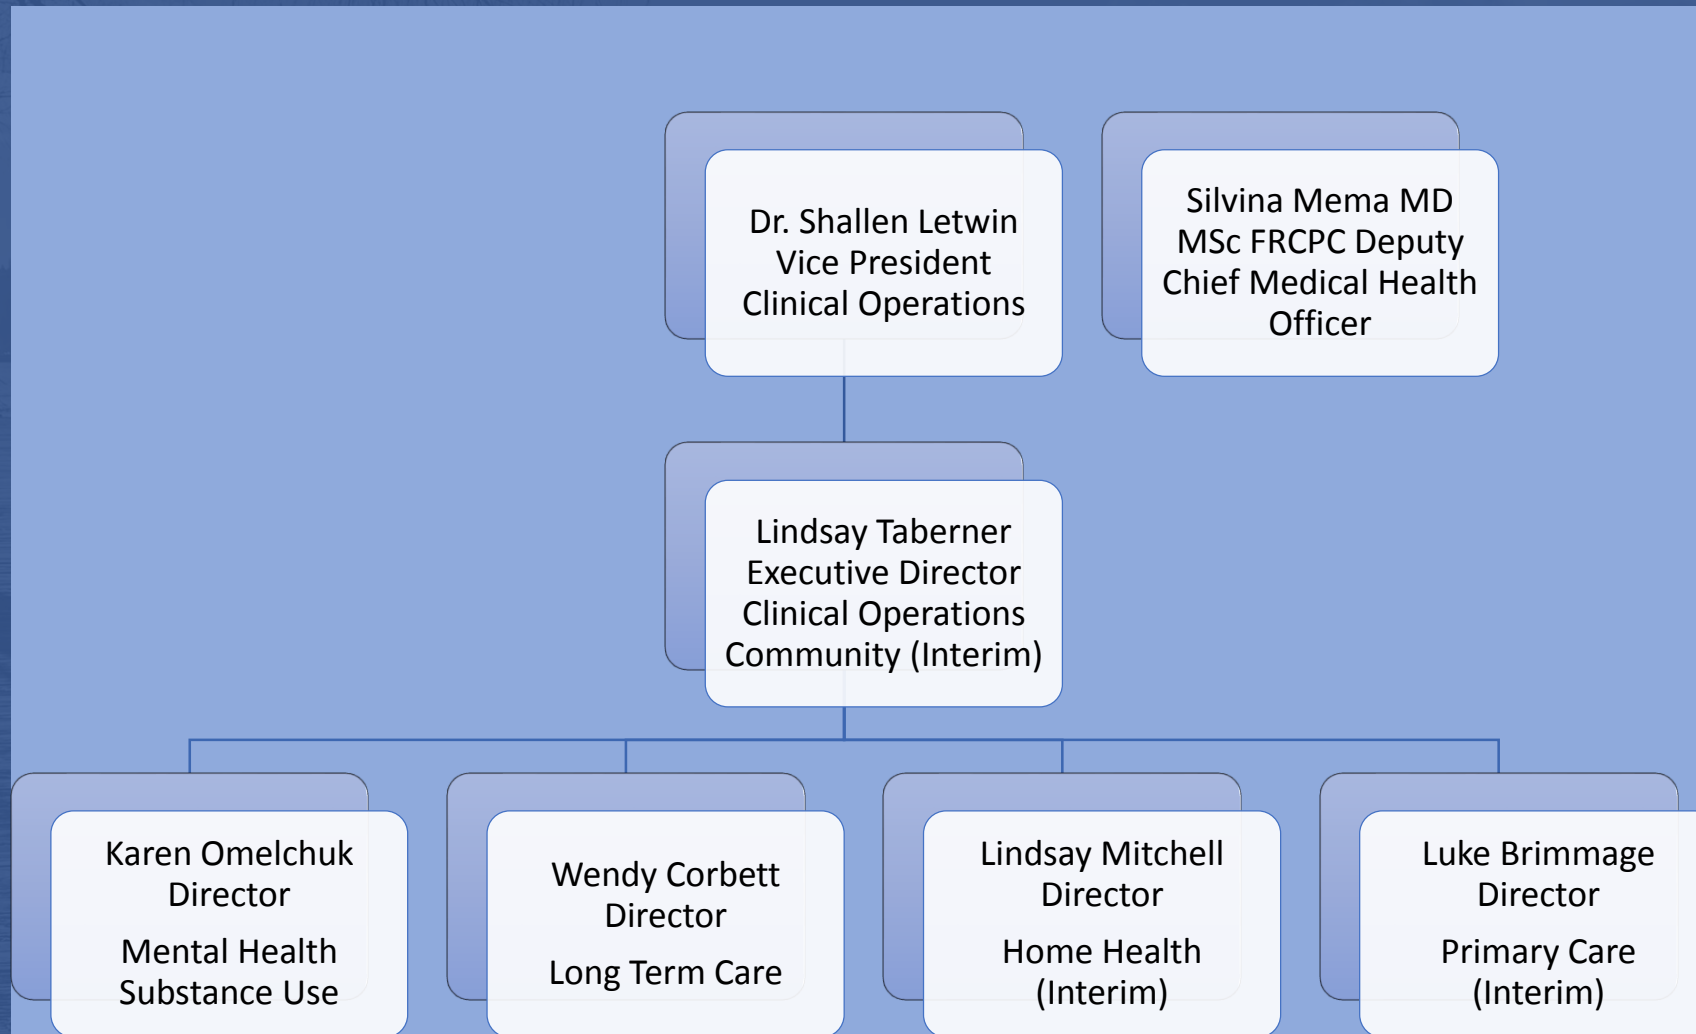 Dr. Shallen Letwin
Vice President
Clinical Operations
Silvina Mema MD
MSc FRCPC Deputy
Chief Medical Health
Officer
Lindsay Taberner
Executive Director
Clinical Operations
Community (Interim)
Karen Omelchuk
Director
Mental Health
Substance Use
Wendy Corbett
Director
Long Term Care
Lindsay Mitchell
Director
Home Health
(Interim)
Luke Brimmage
Director
Primary Care
(Interim)